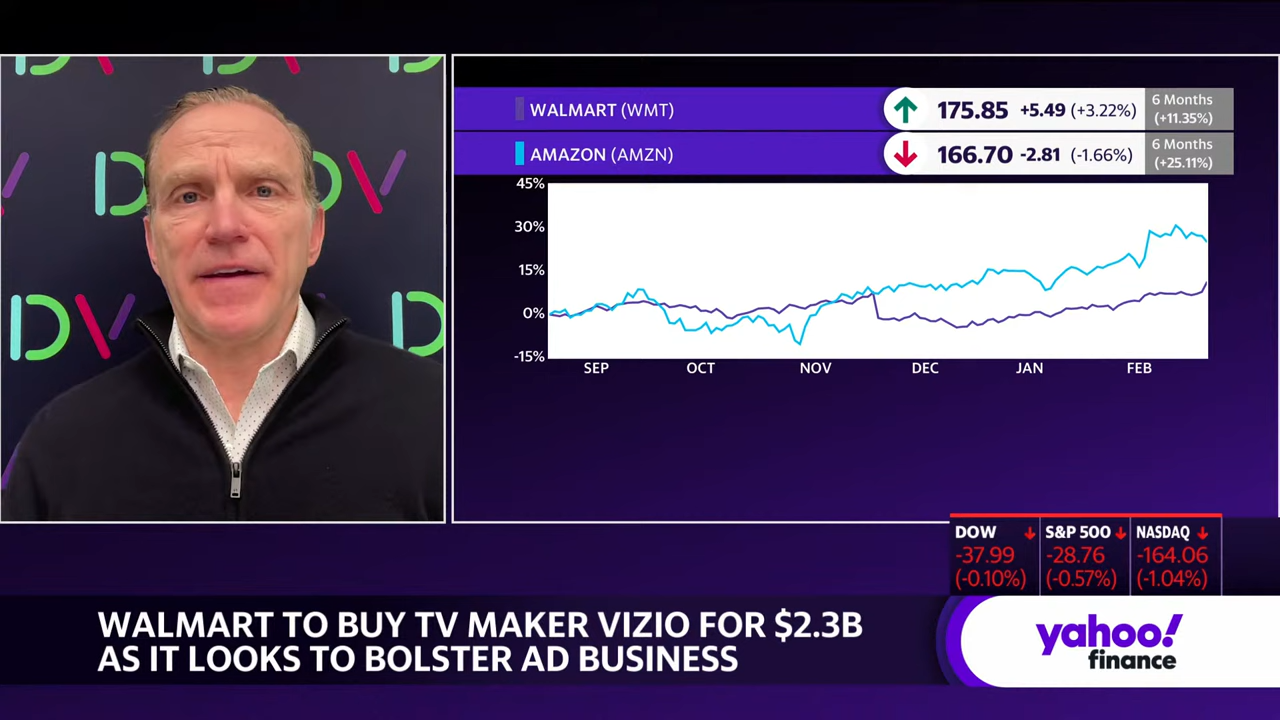 DV
WALMART (WMT) 175.85 +5.49 (+3.22%) 6 Months (+11.35%)
AMAZON (AMZN) 166.70 -2.81 (-1.66%) 6 Months (+25.11%)
45%
30%
15%
0%
-15%
SEP OCT NOV DEC JAN FEB
DOW S&P 500 NASDAQ
-37.99 -28.76 -164.06
(-0.10%) (-0.57%) (-1.04%)
WALMART TO BUY TV MAKER VIZIO FOR $2.3B
AS IT LOOKS TO BOLSTER AD BUSINESS
yahoo!
finance